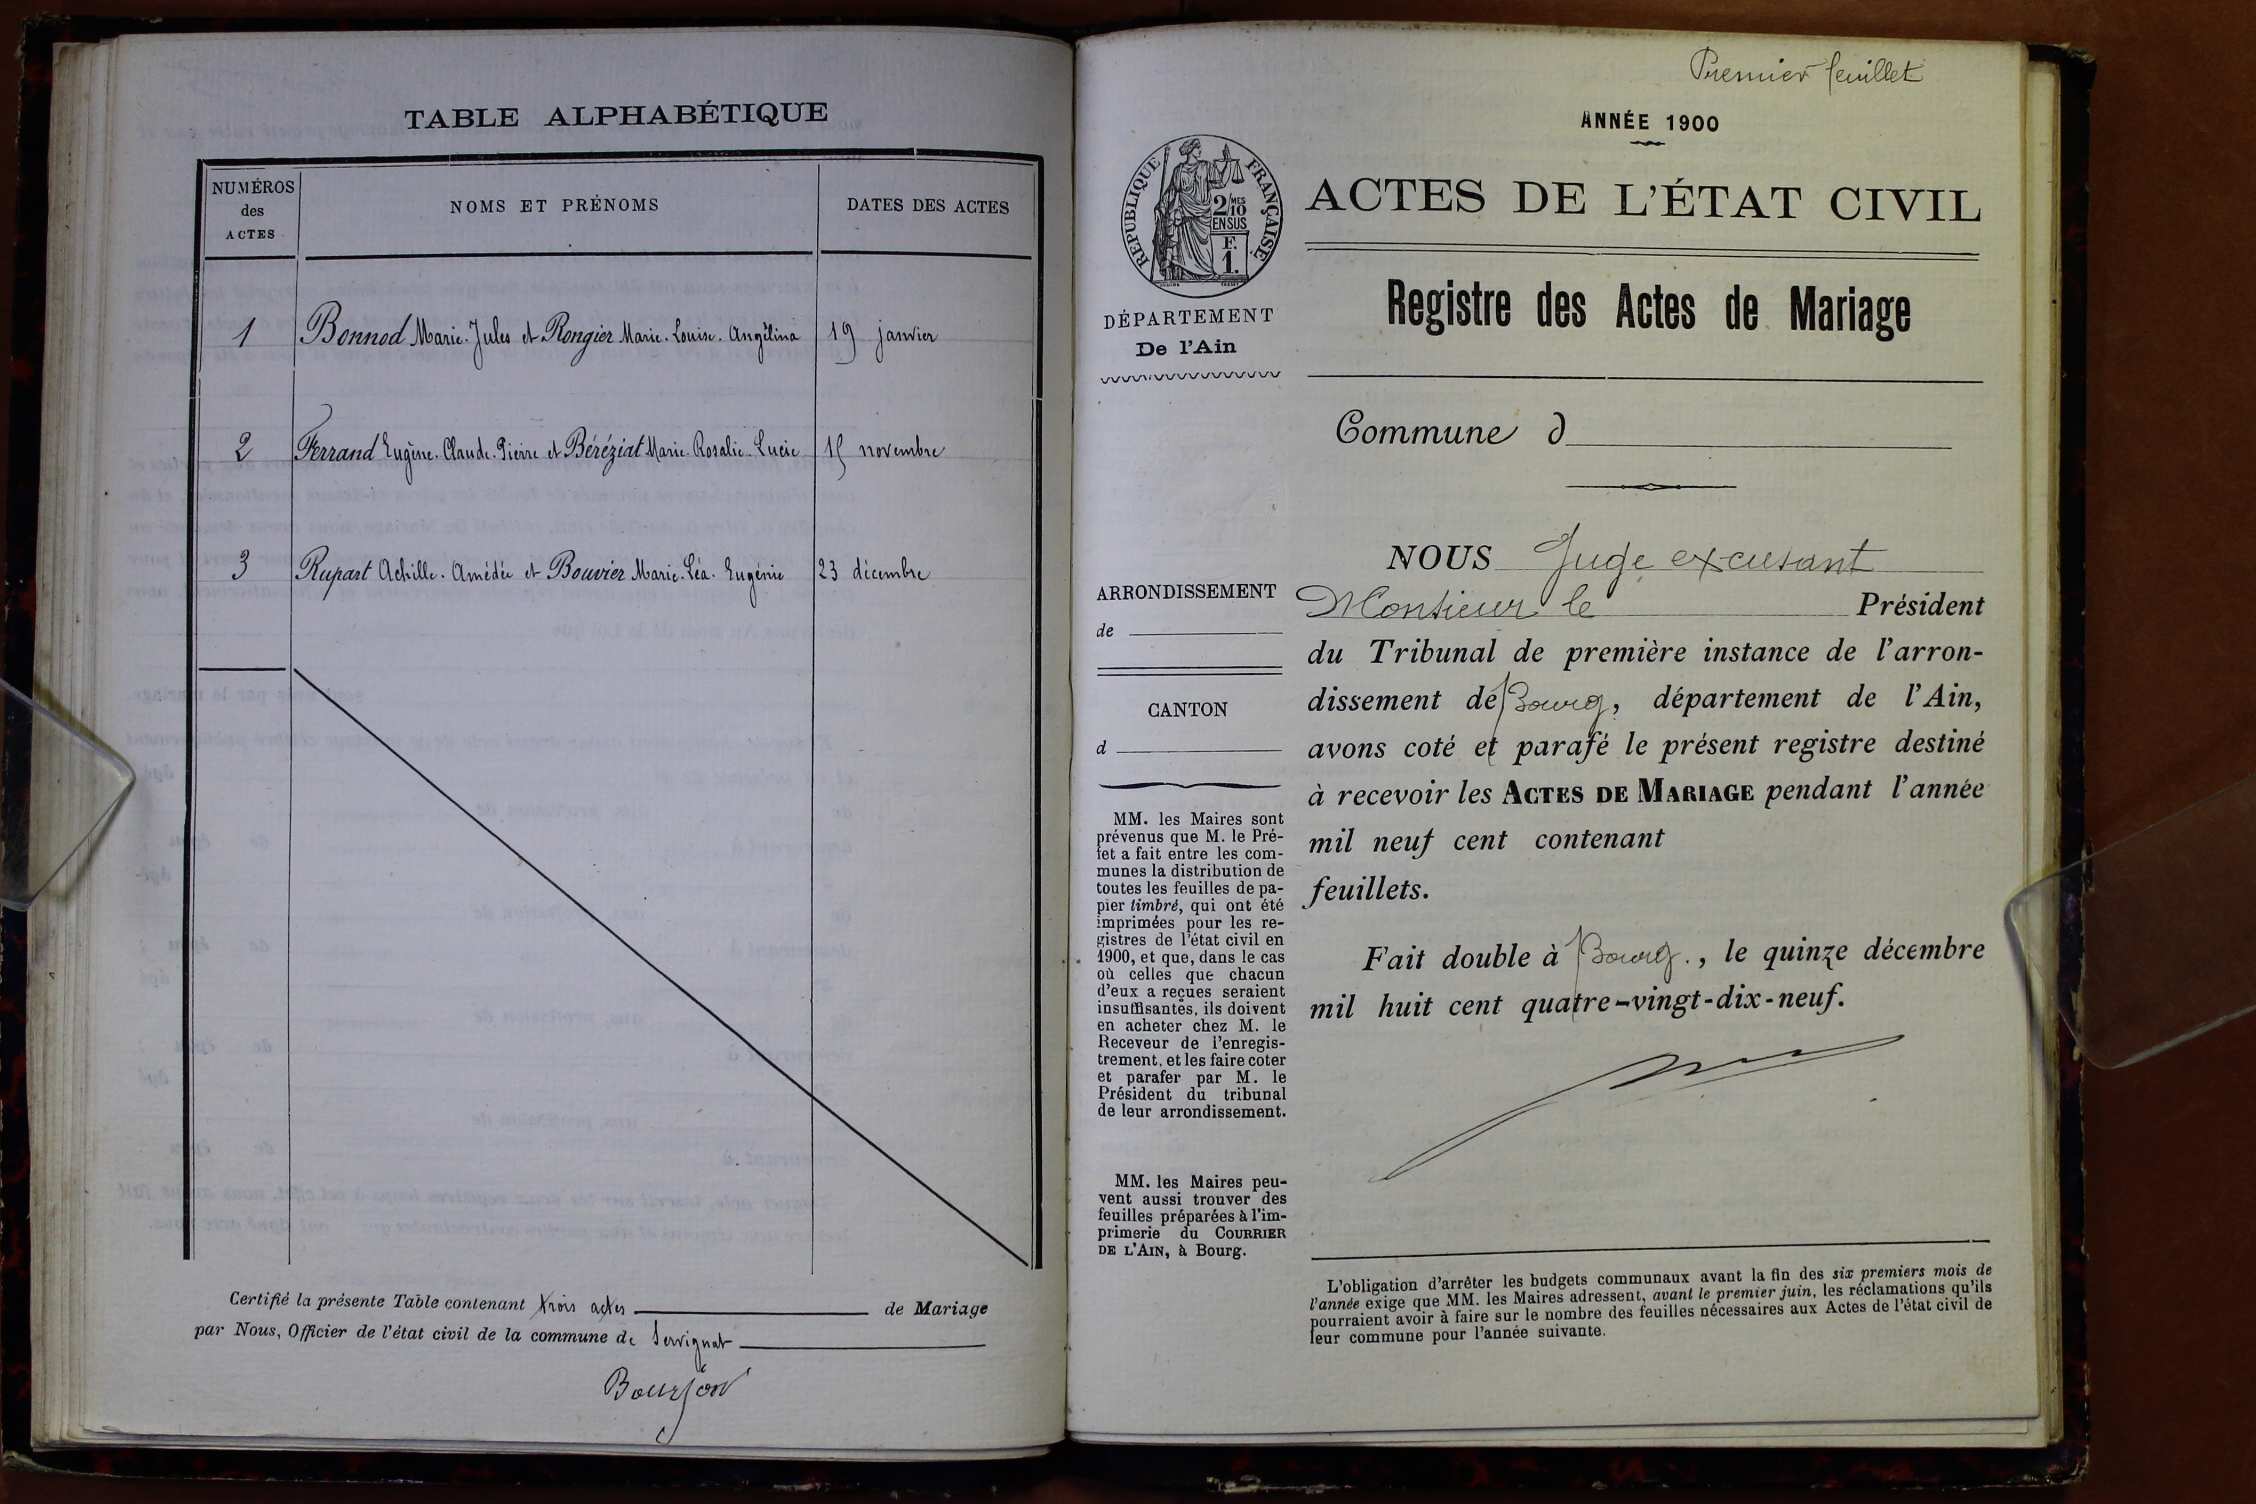 TABLE ALPHABÉTIQUE
NUMÉROS
des
ACTES
NOMS ET PRÉNOMS
DATES DES ACTES
1 Bonnod Marie-Jules et Rongier Marie-Louise-Angélina 19 janvier
2 Ferrand Eugène-Claude-Pierre et Béréziat Marie-Rosalie-Lucie 15 novembre
3 Rupart Achille-Amédée et Bouvier Marie-Léa-Eugénie 23 décembre
Certifié la présente Table contenant trois actes de Mariage
par Nous, Officier de l'état civil de la commune de Servignat
Premier feuillet
ANNÉE 1900
RÉPUBLIQUE FRANÇAISE
2/10 MES
EN SUS
F.
1.
DÉPARTEMENT
De l'Ain
ACTES DE L'ÉTAT CIVIL
Registre des Actes de Mariage
Commune d
ARRONDISSEMENT
de
CANTON
d
MM. les Maires sont
prévenus que M. le Pré-
fet a fait entre les com-
munes la distribution de
toutes les feuilles de pa-
pier timbré, qui ont été
imprimées pour les re-
gistres de l'état civil en
1900, et que, dans le cas
où celles que chacun
d'eux a reçues seraient
insuffisantes, ils doivent
en acheter chez M. le
Receveur de l'enregis-
trement, et les faire coter
et parafer par M. le
Président du tribunal
de leur arrondissement.
MM. les Maires peu-
vent aussi trouver des
feuilles préparées à l'im-
primerie du COURRIER
DE L'AIN, à Bourg.
NOUS Juge excusant
Monsieur le Président
du Tribunal de première instance de l'arron-
dissement de Bourg, département de l'Ain,
avons coté et parafé le présent registre destiné
à recevoir les ACTES DE MARIAGE pendant l'année
mil neuf cent contenant
feuillets.
Fait double à Bourg., le quinze décembre
mil huit cent quatre-vingt-dix-neuf.
L'obligation d'arrêter les budgets communaux avant la fin des six premiers mois de
l'année exige que MM. les Maires adressent, avant le premier juin, les réclamations qu'ils
pourraient avoir à faire sur le nombre des feuilles nécessaires aux Actes de l'état civil de
leur commune pour l'année suivante.